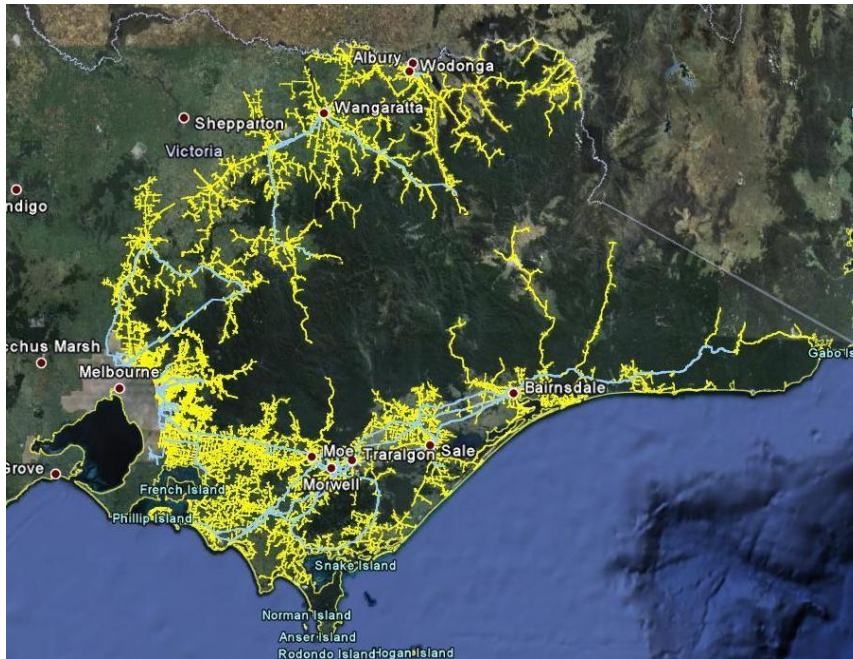 Albury
Wodonga
Wangaratta
Shepparton
Victoria
ndigo
cchus Marsh
Melbourne
Gabo Is
Bairnsdale
Moe
Traralgon
Sale
Morwell
Grove
French Island
Phillip Island
Snake Island
Norman Island
Anser Island
Rodondo Island
Hogan Island